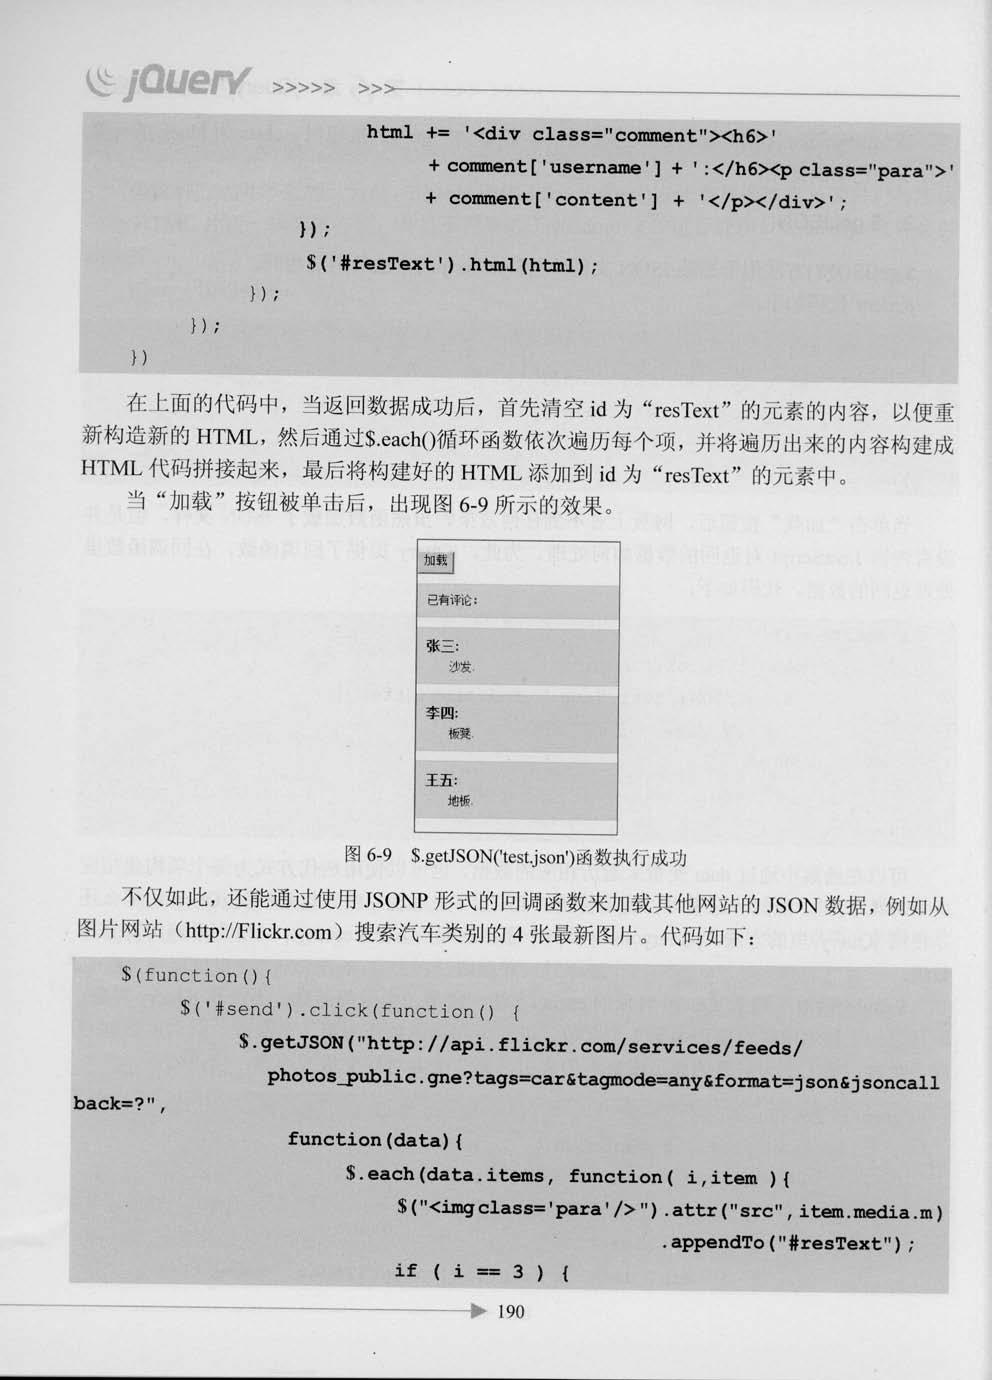 jQuery >>>>> >>>
html += '<div class="comment"><h6>'
+ comment['username'] + ':</h6><p class="para">'
+ comment['content'] + '</p></div>';
});
$('#resText').html(html);
});
});
})
在上面的代码中，当返回数据成功后，首先清空 id 为“resText”的元素的内容，以便重
新构造新的 HTML，然后通过$.each()循环函数依次遍历每个项，并将遍历出来的内容构建成
HTML 代码拼接起来，最后将构建好的 HTML 添加到 id 为“resText”的元素中。
当“加载”按钮被单击后，出现图 6-9 所示的效果。
加载
已有评论：
张三:
沙发.
李四:
板凳.
王五:
地板.
图 6-9 $.getJSON('test.json')函数执行成功
不仅如此，还能通过使用 JSONP 形式的回调函数来加载其他网站的 JSON 数据，例如从
图片网站（http://Flickr.com）搜索汽车类别的 4 张最新图片。代码如下：
$(function(){
$('#send').click(function() {
$.getJSON("http://api.flickr.com/services/feeds/
photos_public.gne?tags=car&tagmode=any&format=json&jsoncall
back=?",
function(data){
$.each(data.items, function( i,item ){
$("<img class='para'/>").attr("src",item.media.m)
.appendTo("#resText");
if ( i == 3 ) {
190